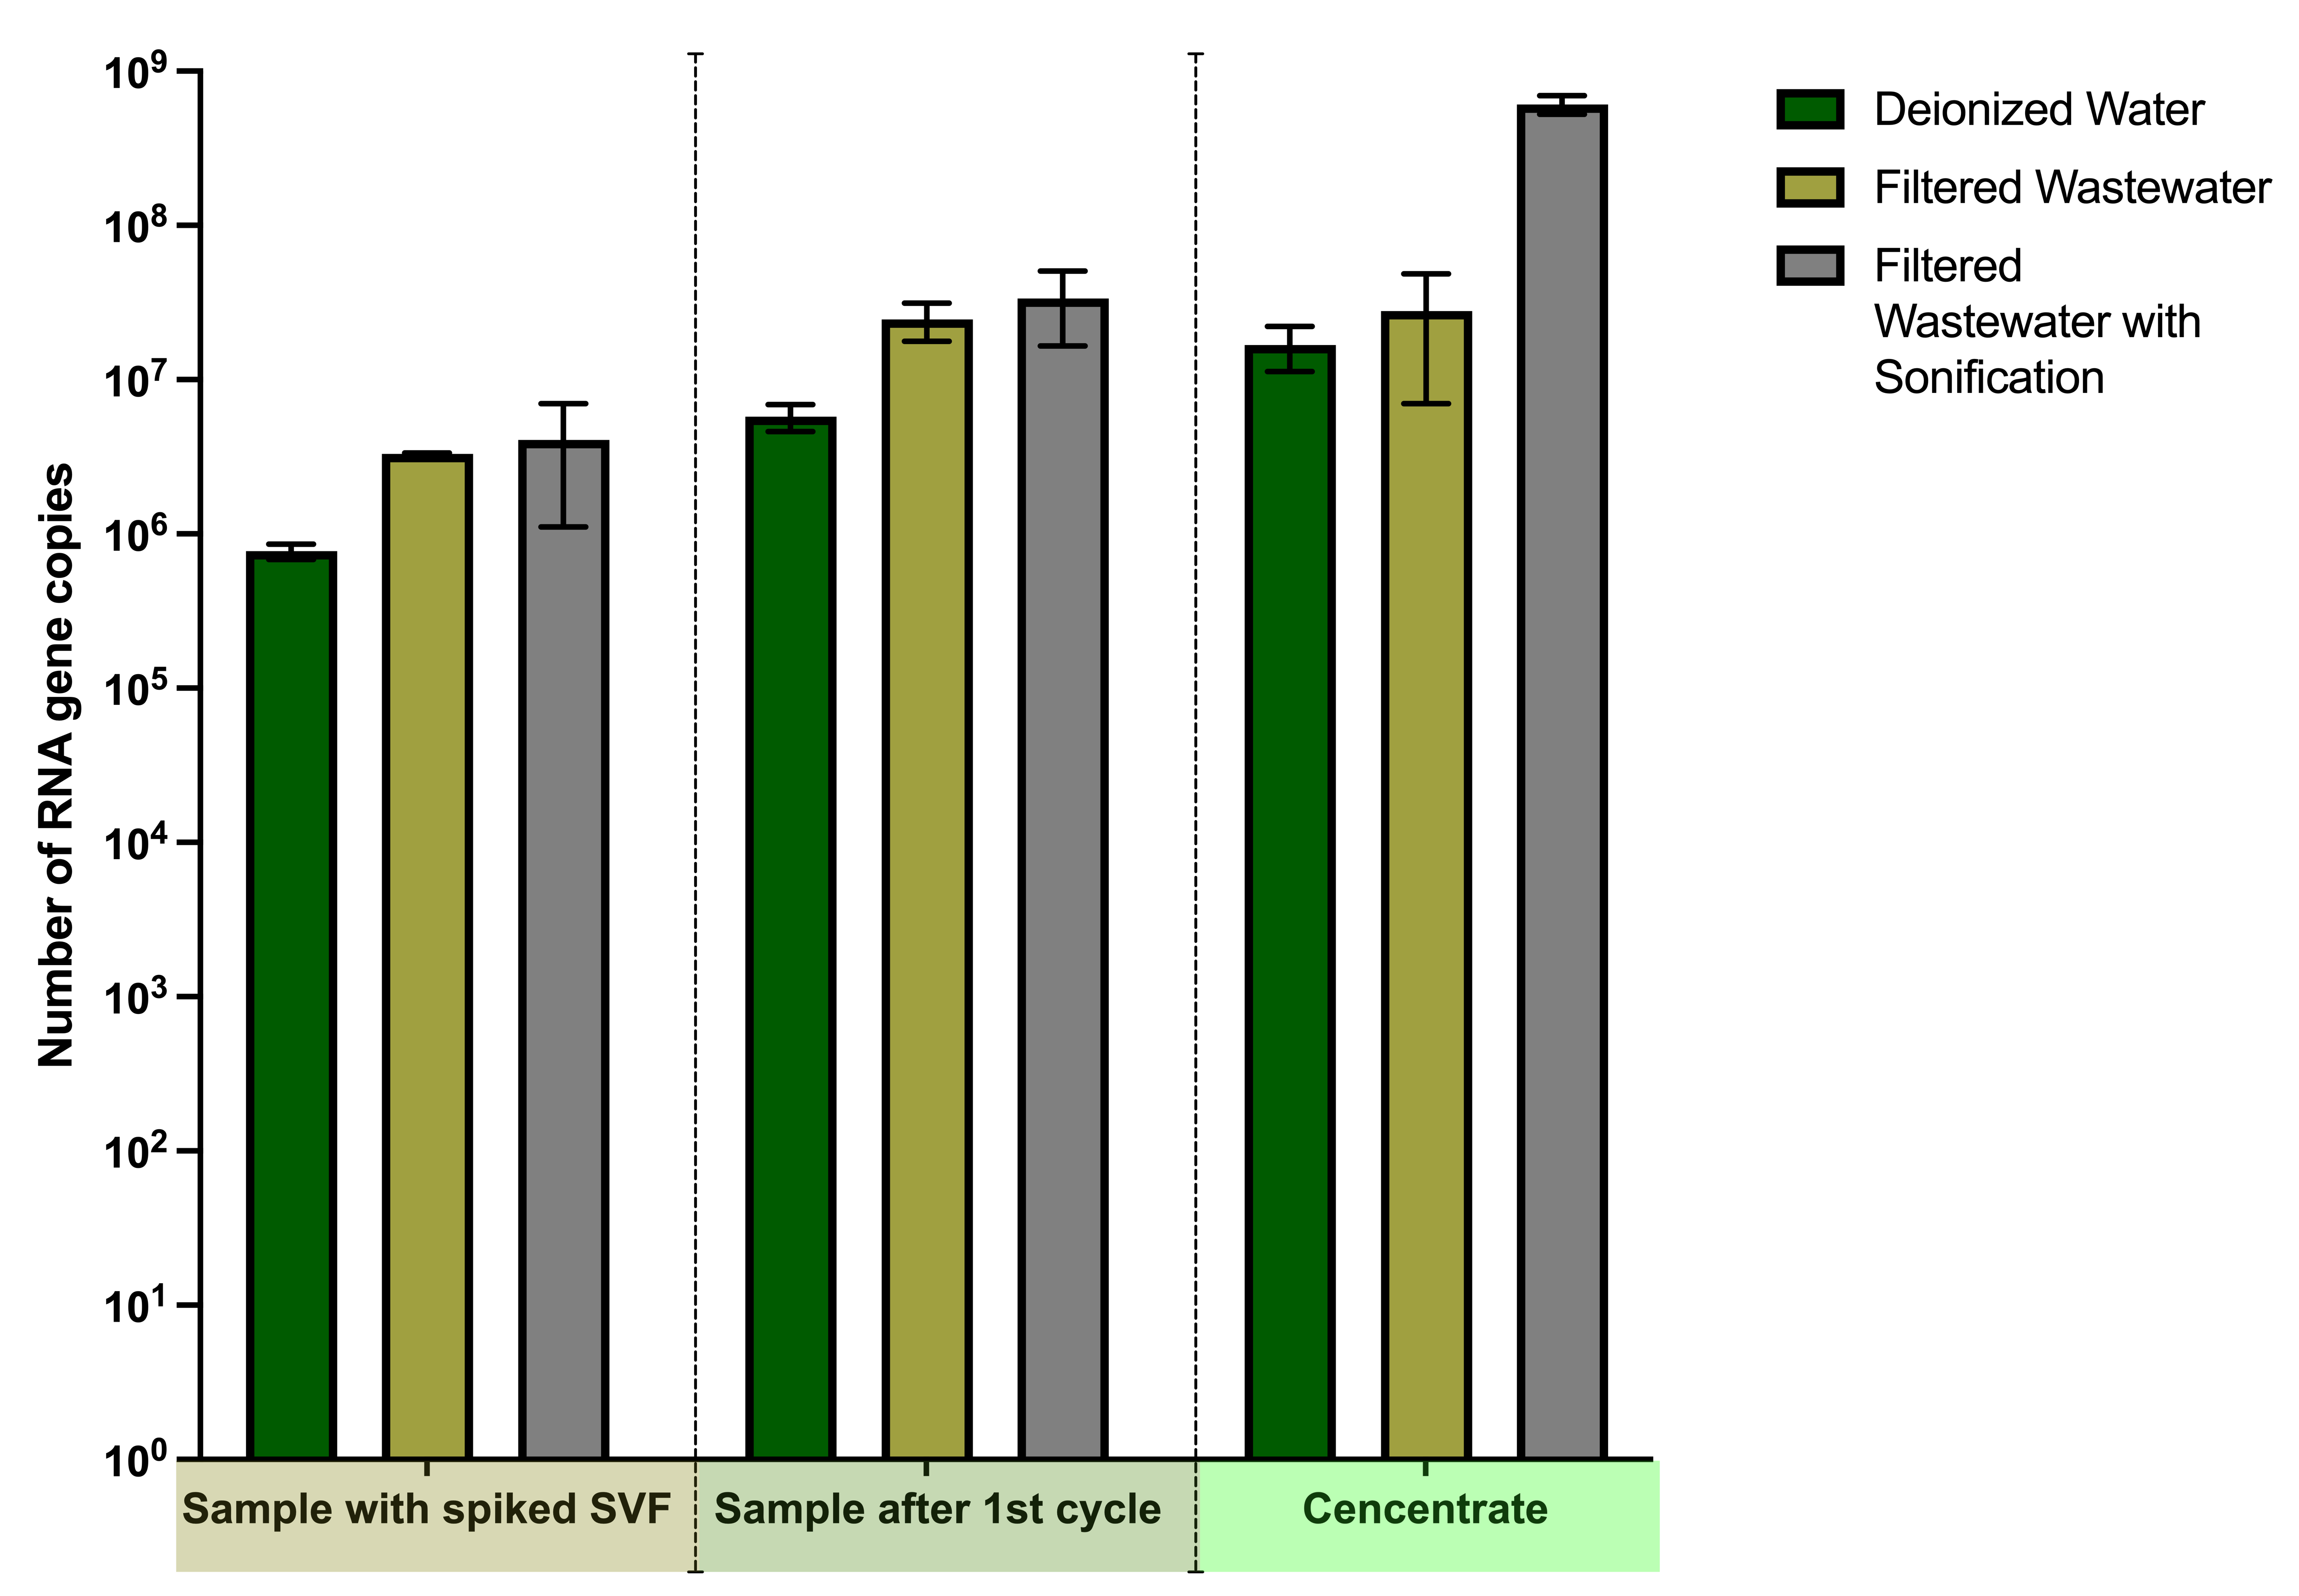 Number of RNA gene copies
10⁹
10⁸
10⁷
10⁶
10⁵
10⁴
10³
10²
10¹
10⁰
Sample with spiked SVF
Sample after 1st cycle
Cencentrate
Deionized Water
Filtered Wastewater
Filtered
Wastewater with
Sonification